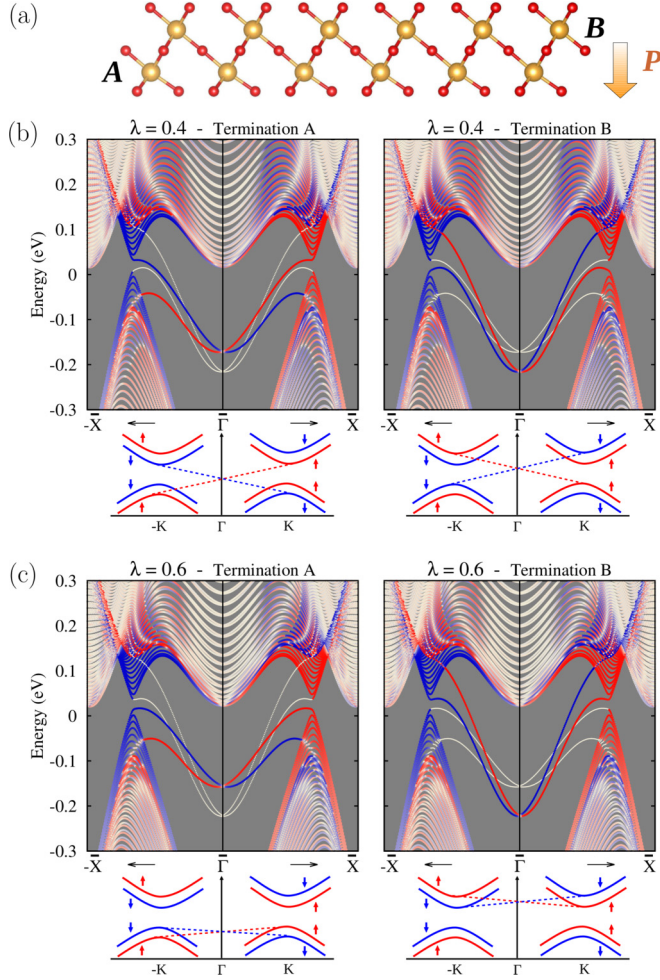 (a)
A
B
P
(b)
λ = 0.4 - Termination A
λ = 0.4 - Termination B
Energy (eV)
0.3
0.2
0.1
0
-0.1
-0.2
-0.3
-X̄
Γ̄
X̄
-X̄
Γ̄
X̄
-K
Γ
K
-K
Γ
K
(c)
λ = 0.6 - Termination A
λ = 0.6 - Termination B
Energy (eV)
0.3
0.2
0.1
0
-0.1
-0.2
-0.3
-X̄
Γ̄
X̄
-X̄
Γ̄
X̄
-K
Γ
K
-K
Γ
K